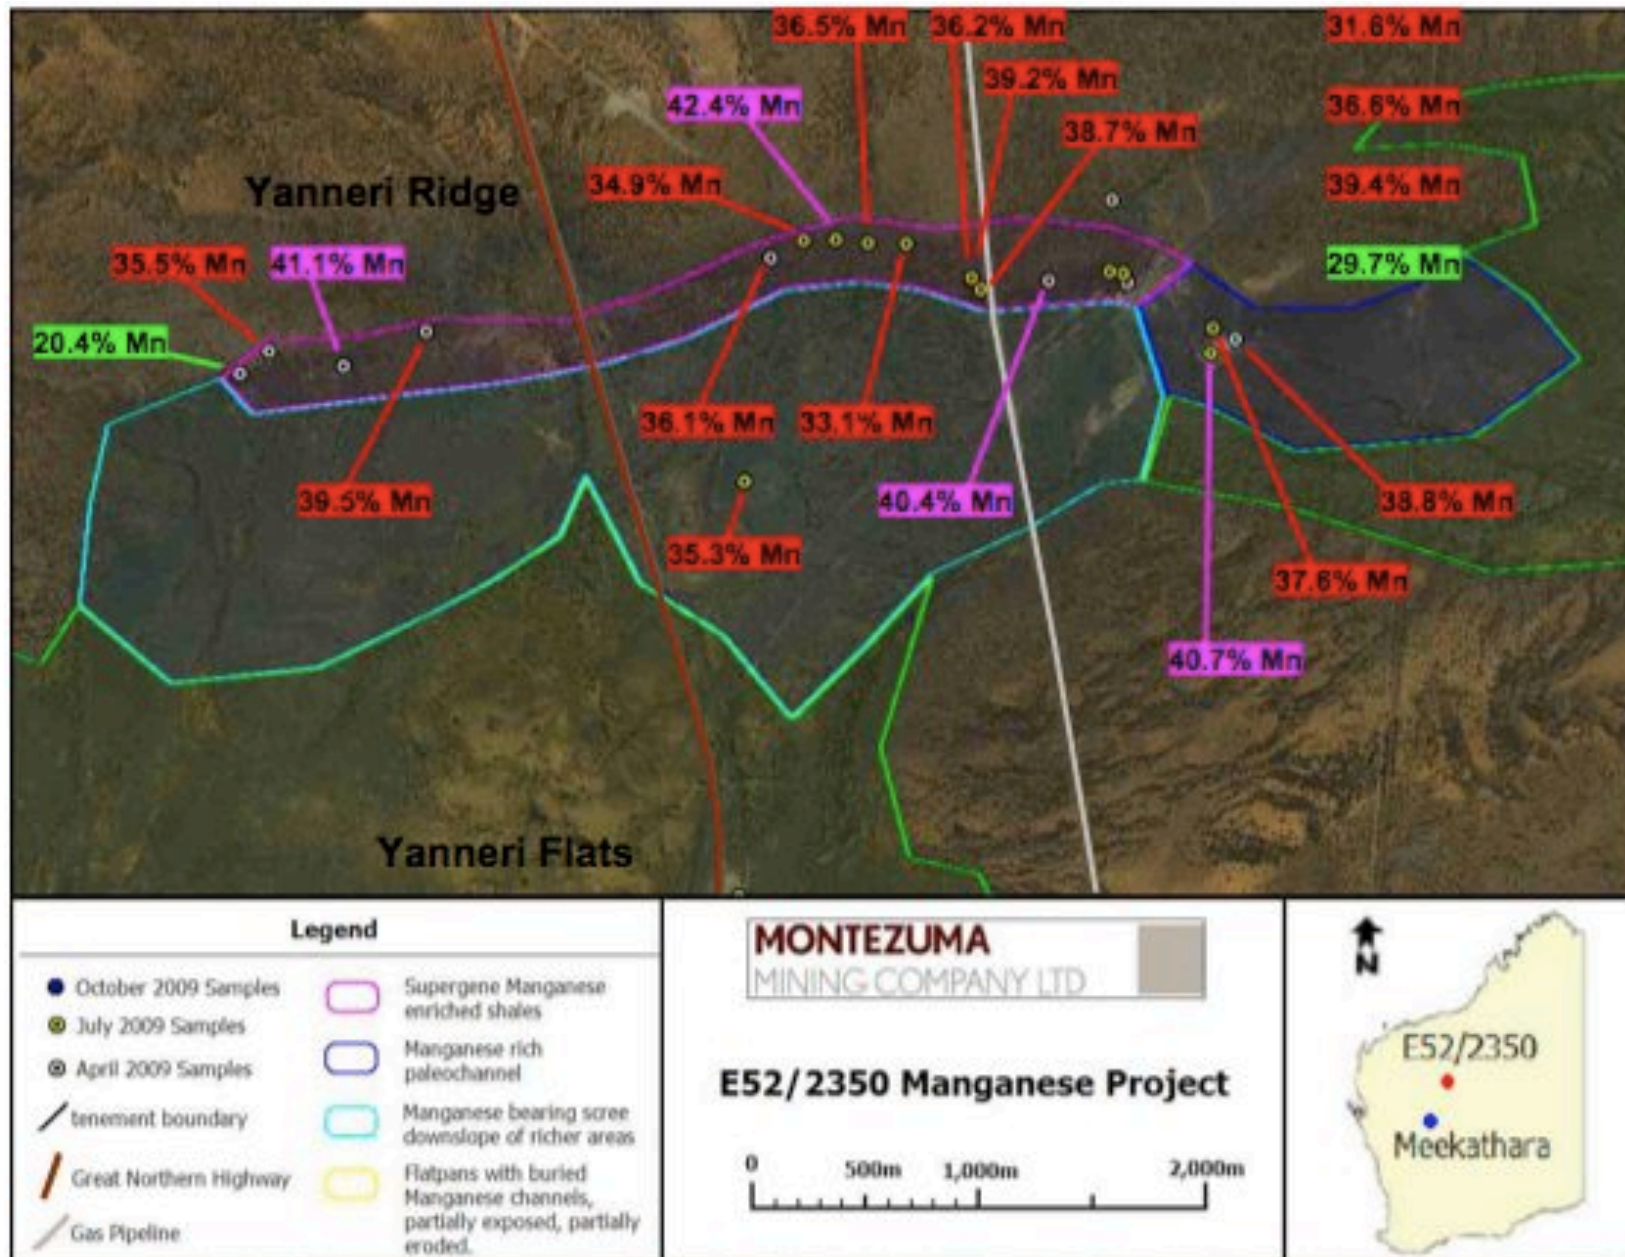 36.5% Mn
36.2% Mn
31.6% Mn
39.2% Mn
42.4% Mn
36.6% Mn
38.7% Mn
34.9% Mn
39.4% Mn
Yanneri Ridge
35.5% Mn
41.1% Mn
29.7% Mn
20.4% Mn
36.1% Mn
33.1% Mn
39.5% Mn
40.4% Mn
38.8% Mn
35.3% Mn
37.6% Mn
40.7% Mn
Yanneri Flats
Legend
October 2009 Samples
July 2009 Samples
April 2009 Samples
tenement boundary
Great Northern Highway
Gas Pipeline
Supergene Manganese
enriched shales
Manganese rich
paleochannel
Manganese bearing scree
downslope of richer areas
Flatpans with buried
Manganese channels,
partially exposed, partially
eroded.
MONTEZUMA
MINING COMPANY LTD
E52/2350 Manganese Project
0
500m
1,000m
2,000m
N
E52/2350
Meekathara